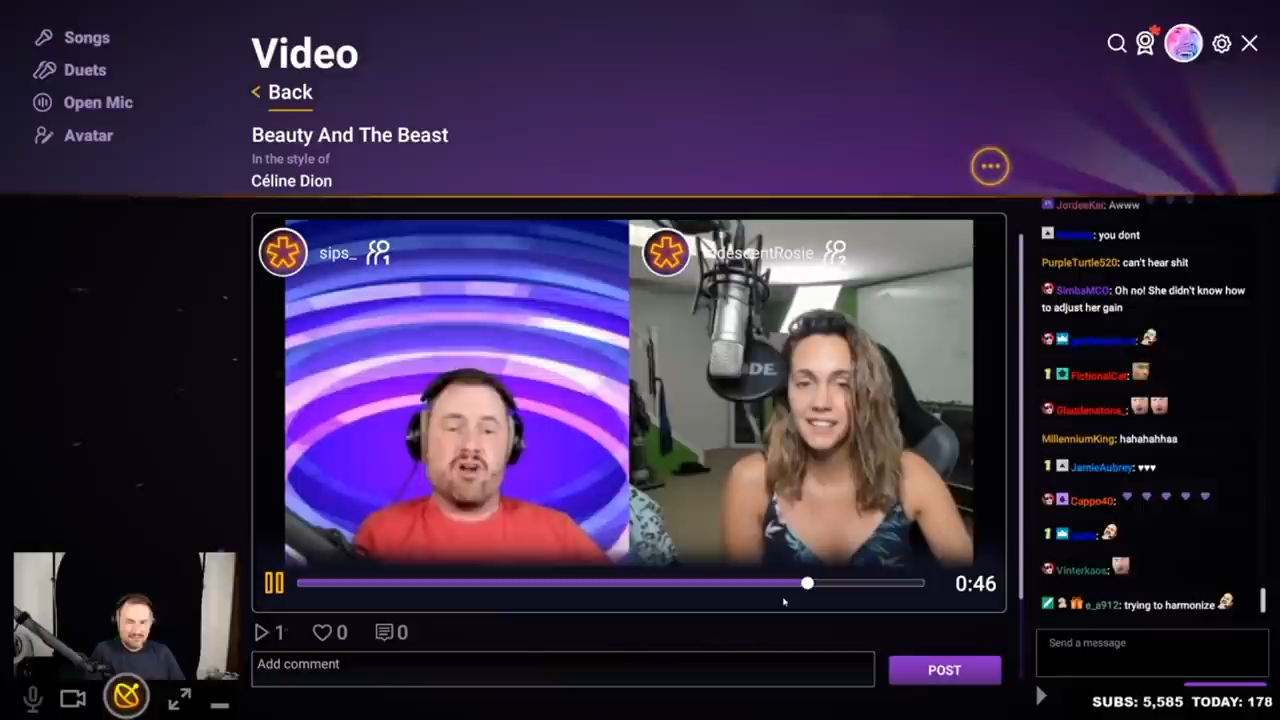 Songs
Duets
Open Mic
Avatar
Video
< Back
Beauty And The Beast
In the style of
Céline Dion
sips_
descentRosie
DE
0:46
1
0
0
Add comment
POST
JordeeKai: Awww
: you dont
PurpleTurtle520: can't hear shit
SimbaMCO: Oh no! She didn't know how
to adjust her gain
FictionalCat:
MillenniumKing: hahahahhaa
JamieAubrey: ♥♥♥
Cappo40:
Vinterkaos:
e_a912: trying to harmonize
Send a message
SUBS: 5,585 TODAY: 178